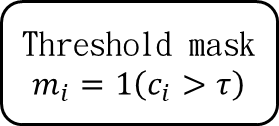 Threshold mask
m_i = 1(c_i > τ)